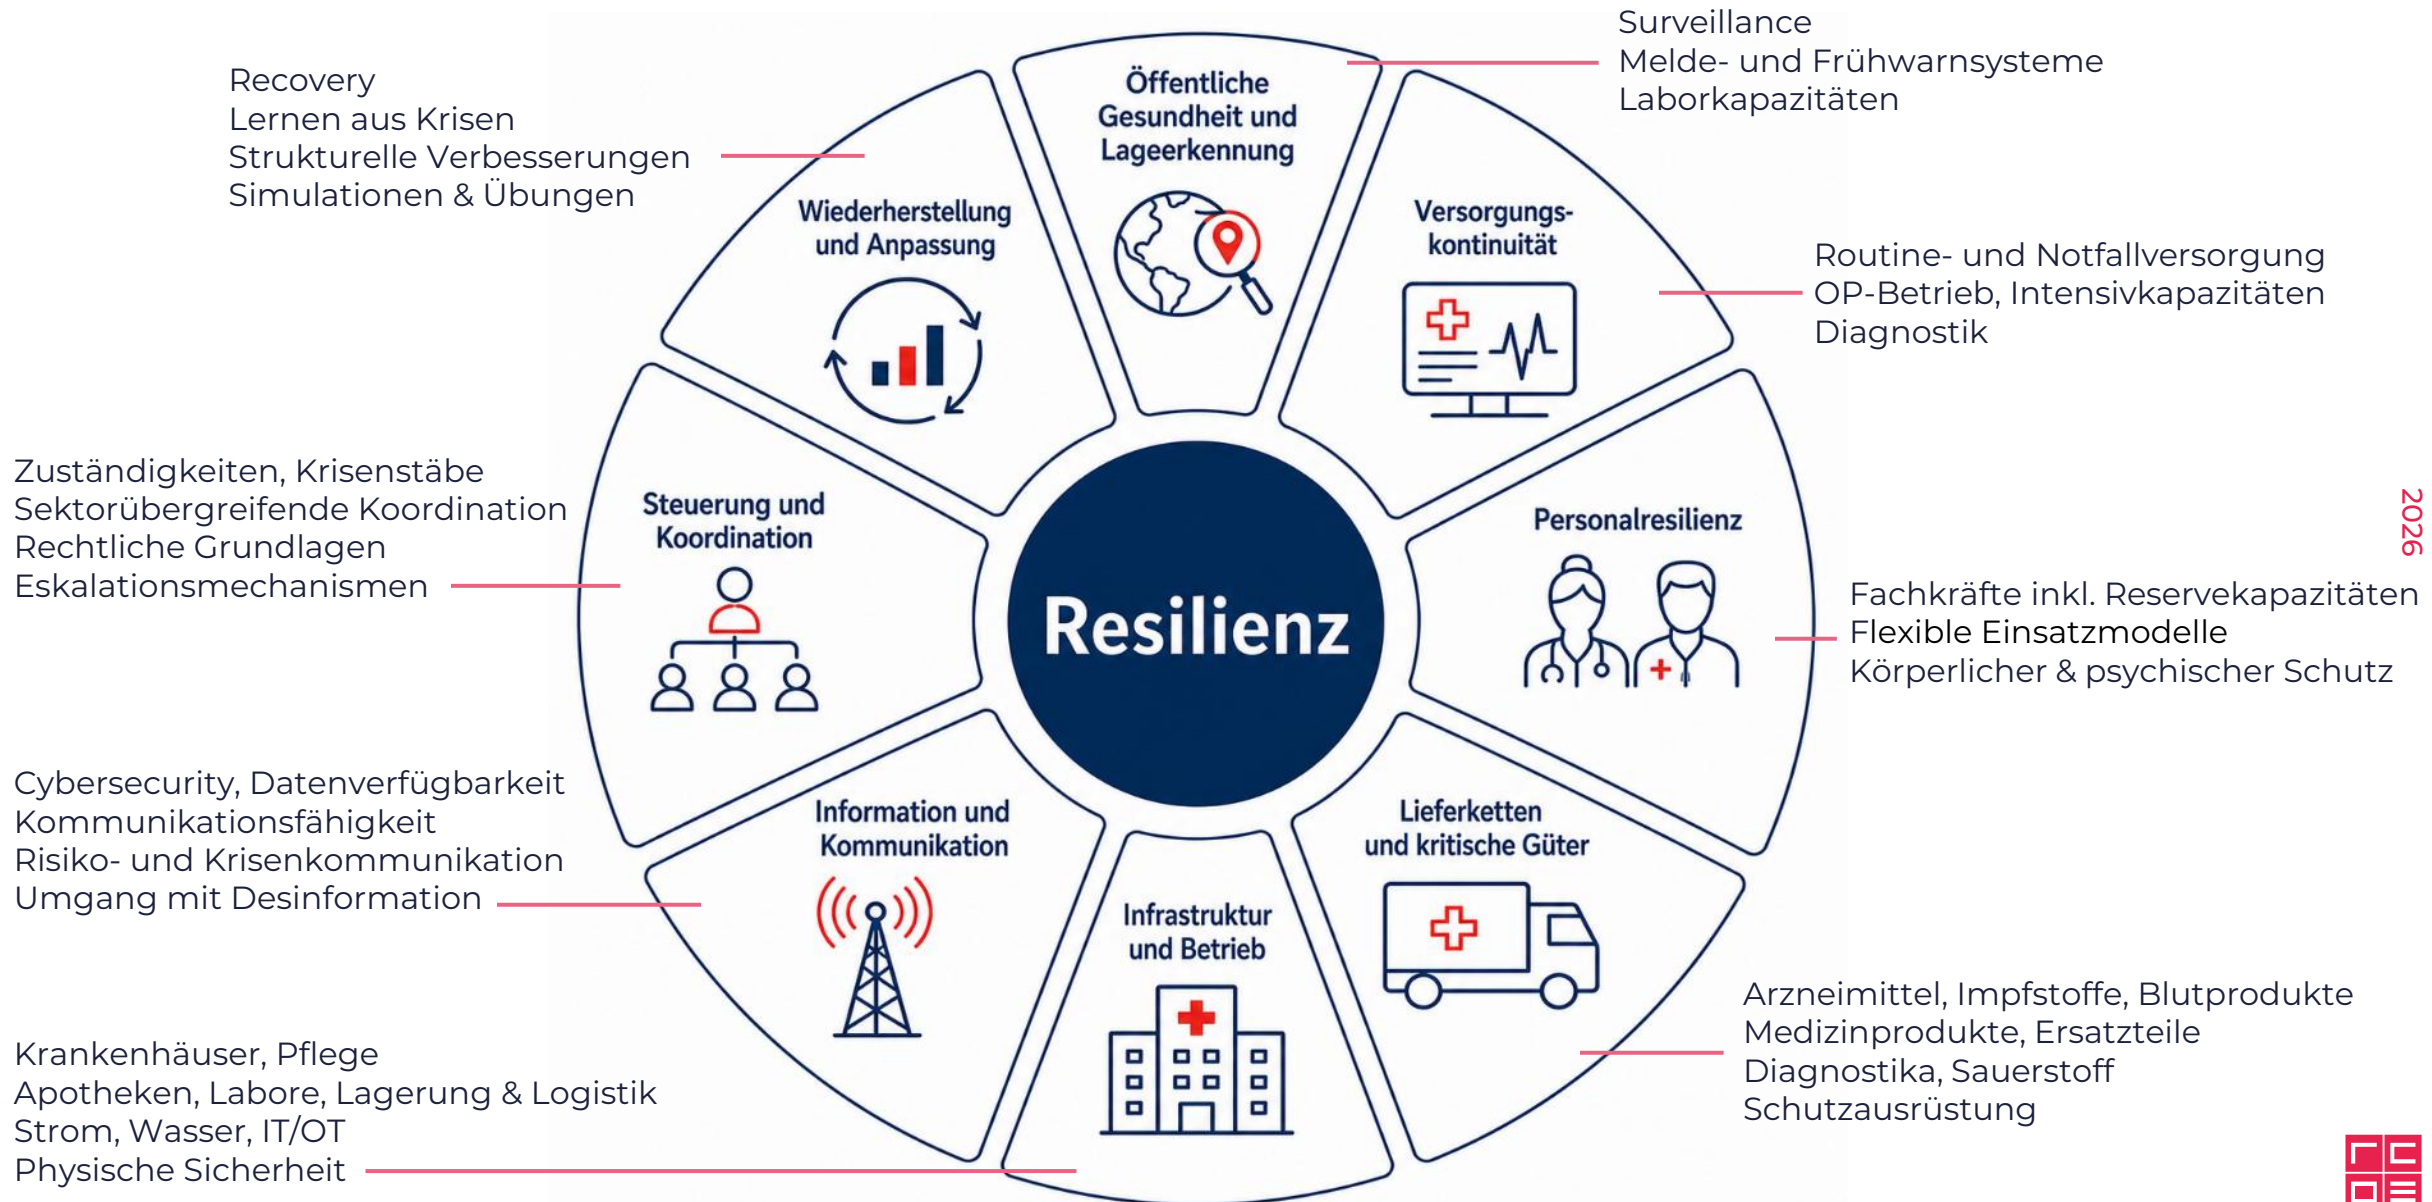 Surveillance
Melde- und Frühwarnsysteme
Laborkapazitäten
Öffentliche
Gesundheit und
Lageerkennung
Recovery
Lernen aus Krisen
Strukturelle Verbesserungen
Simulationen & Übungen
Wiederherstellung
und Anpassung
Versorgungs-
kontinuität
Routine- und Notfallversorgung
OP-Betrieb, Intensivkapazitäten
Diagnostik
Zuständigkeiten, Krisenstäbe
Sektorübergreifende Koordination
Rechtliche Grundlagen
Eskalationsmechanismen
Steuerung und
Koordination
Resilienz
Personalresilienz
2026
Fachkräfte inkl. Reservekapazitäten
Flexible Einsatzmodelle
Körperlicher & psychischer Schutz
Cybersecurity, Datenverfügbarkeit
Kommunikationsfähigkeit
Risiko- und Krisenkommunikation
Umgang mit Desinformation
Information und
Kommunikation
Lieferketten
und kritische Güter
Infrastruktur
und Betrieb
Arzneimittel, Impfstoffe, Blutprodukte
Medizinprodukte, Ersatzteile
Diagnostika, Sauerstoff
Schutzausrüstung
Krankenhäuser, Pflege
Apotheken, Labore, Lagerung & Logistik
Strom, Wasser, IT/OT
Physische Sicherheit